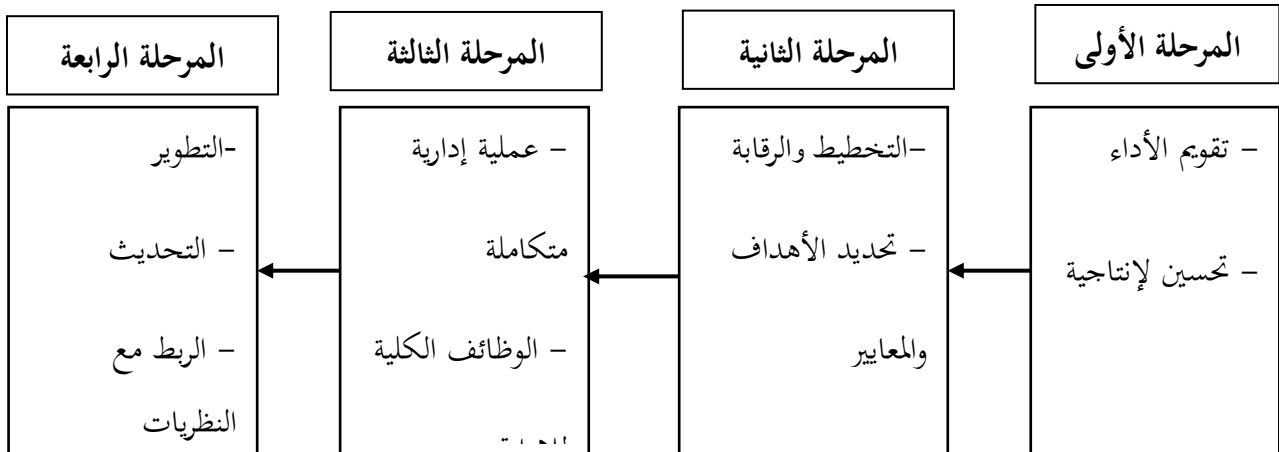 المرحلة الأولى
– تقويم الأداء
– تحسين لإنتاجية
المرحلة الثانية
–التخطيط والرقابة
– تحديد الأهداف
والمعايير
المرحلة الثالثة
– عملية إدارية
متكاملة
– الوظائف الكلية
المرحلة الرابعة
-التطوير
– التحديث
– الربط مع
النظريات